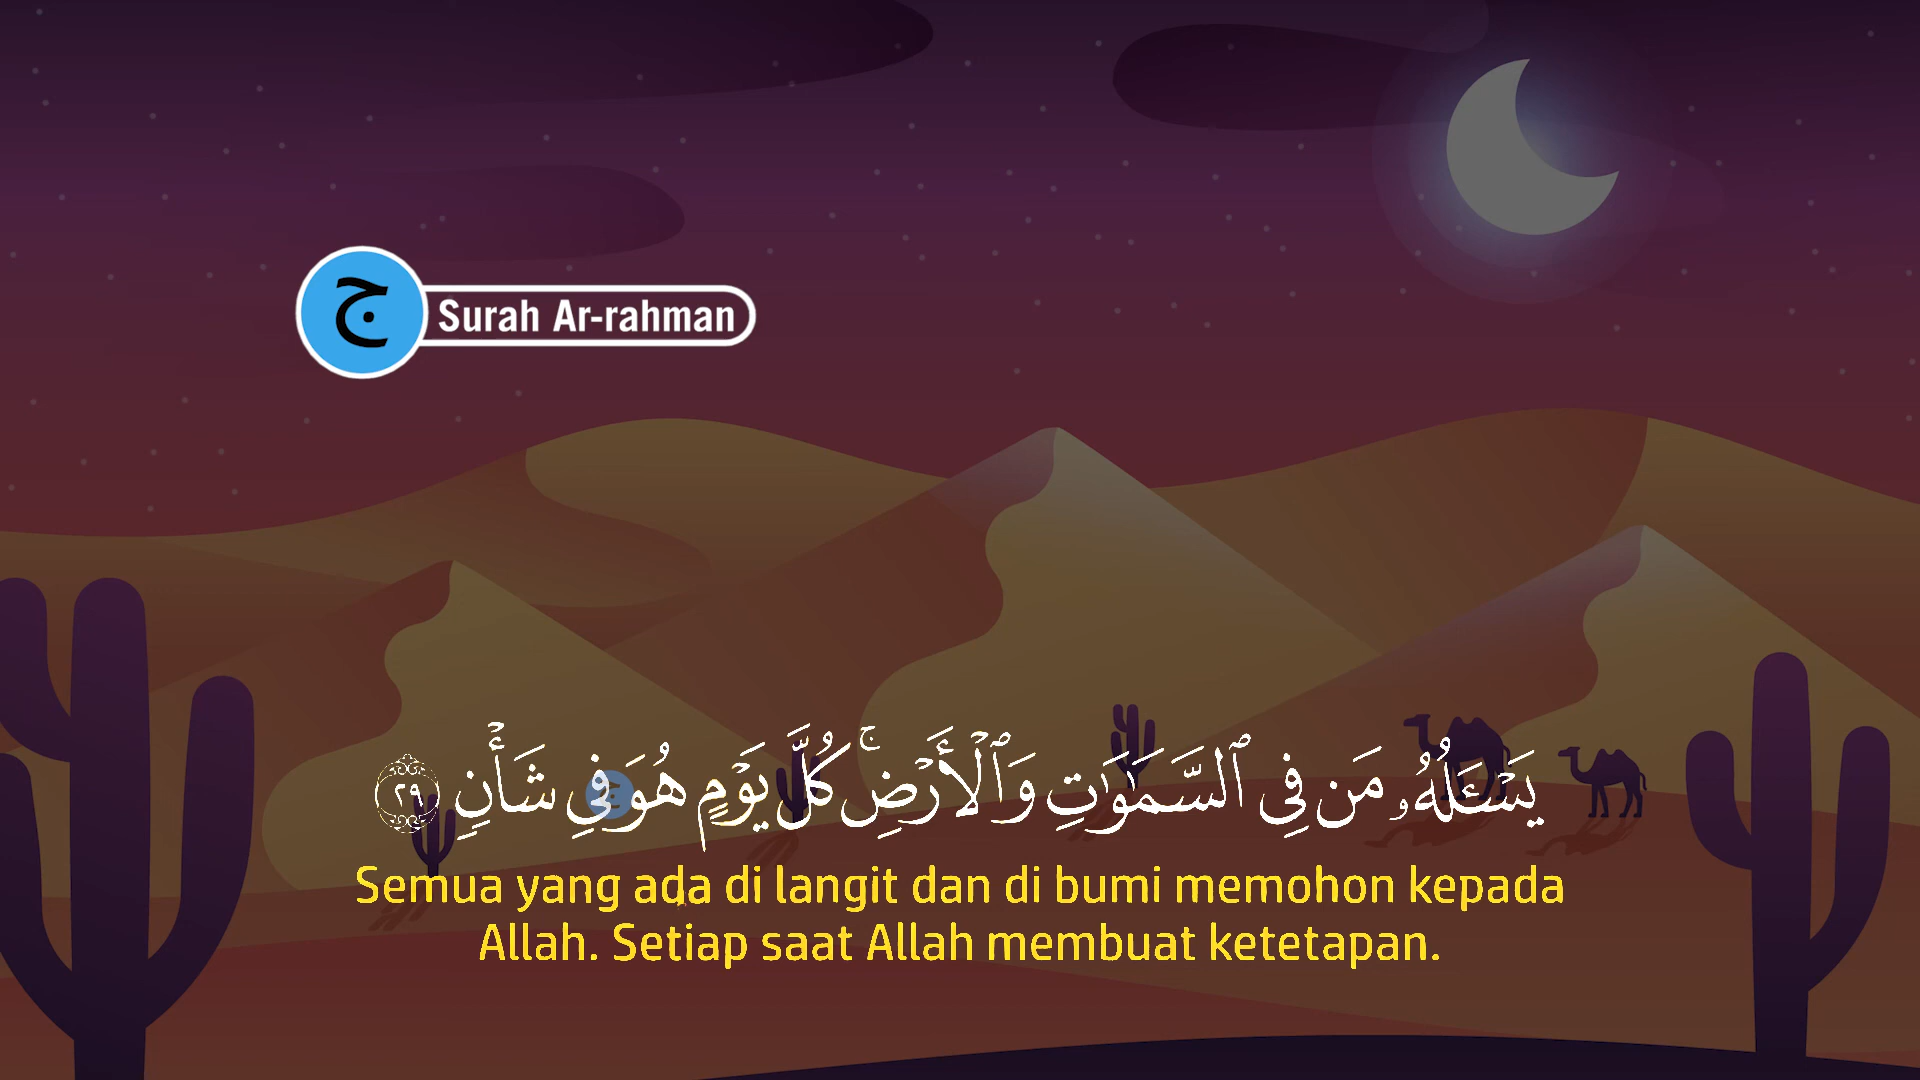 ج
Surah Ar-rahman
يَسْـَٔلُهُۥ مَن فِى ٱلسَّمَٰوَٰتِ وَٱلْأَرْضِ ۚ كُلَّ يَوْمٍ هُوَ فِى شَأْنٍ ٢٩
Semua yang ada di langit dan di bumi memohon kepada
Allah. Setiap saat Allah membuat ketetapan.